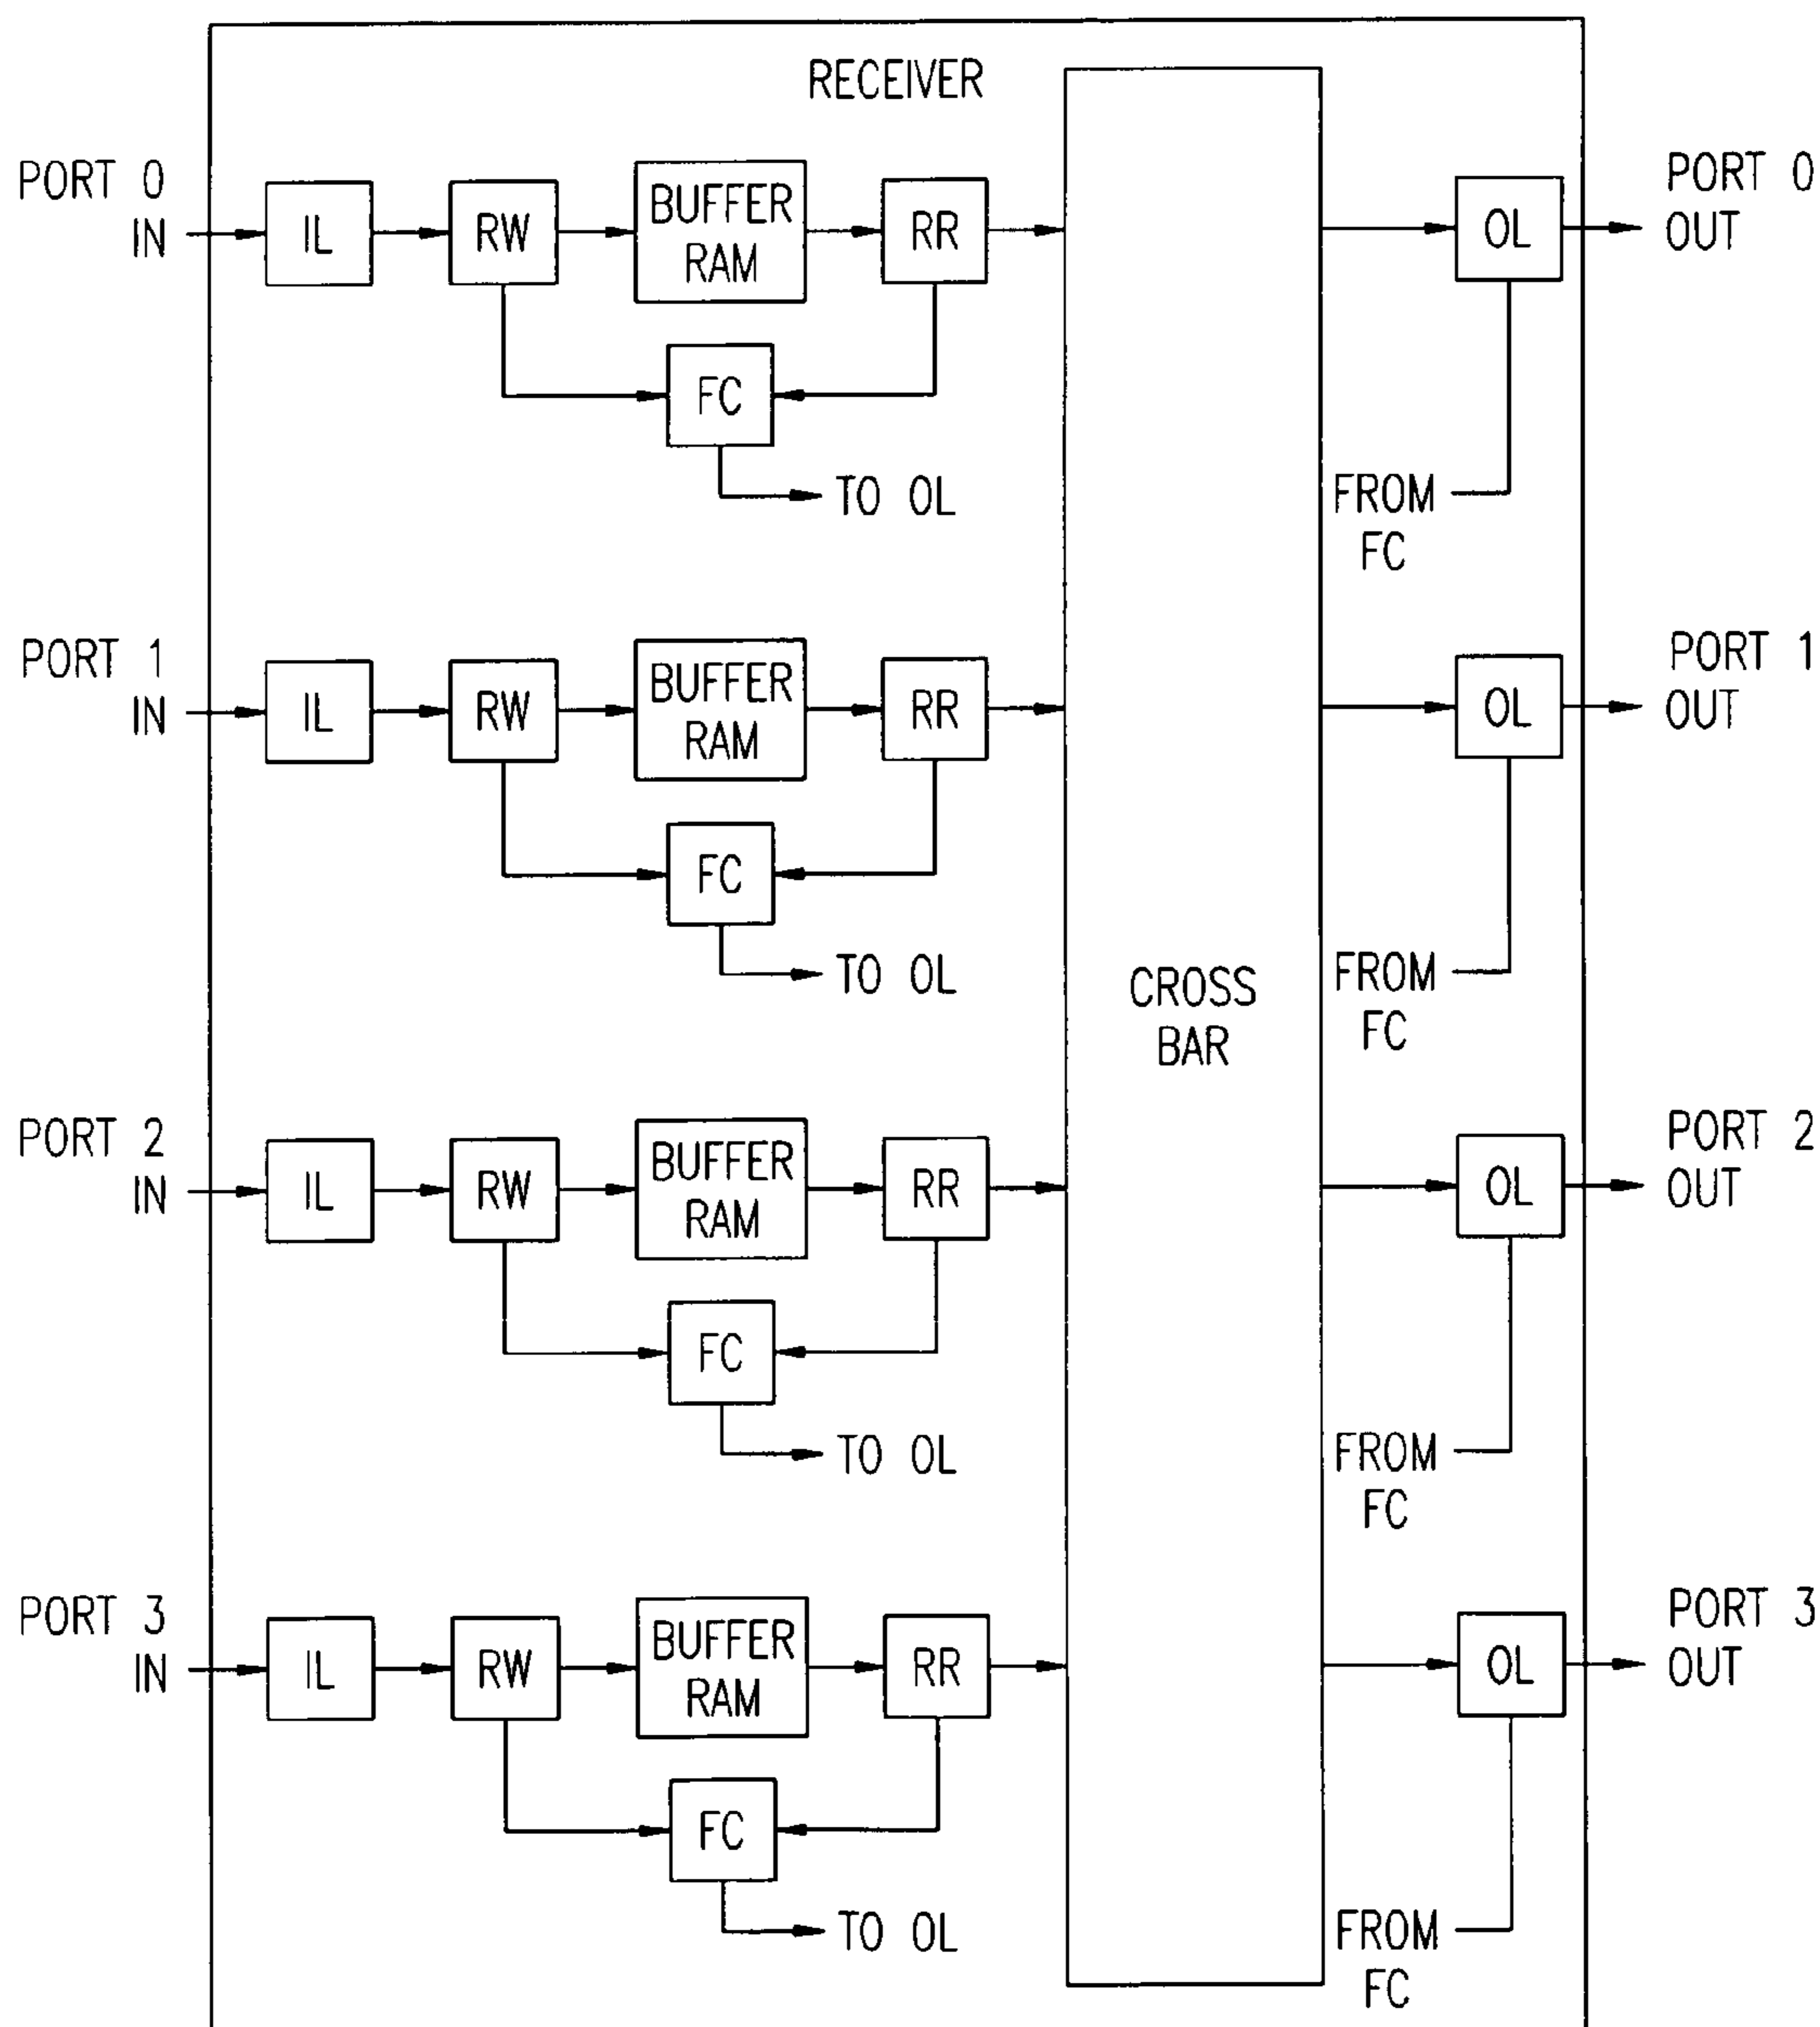 RECEIVER
PORT 0
IN
IL
RW
BUFFER
RAM
RR
OL
PORT 0
OUT
FC
TO OL
FROM
FC
PORT 1
IN
IL
RW
BUFFER
RAM
RR
OL
PORT 1
OUT
FC
TO OL
FROM
FC
CROSS
BAR
PORT 2
IN
IL
RW
BUFFER
RAM
RR
OL
PORT 2
OUT
FC
TO OL
FROM
FC
PORT 3
IN
IL
RW
BUFFER
RAM
RR
OL
PORT 3
OUT
FC
TO OL
FROM
FC